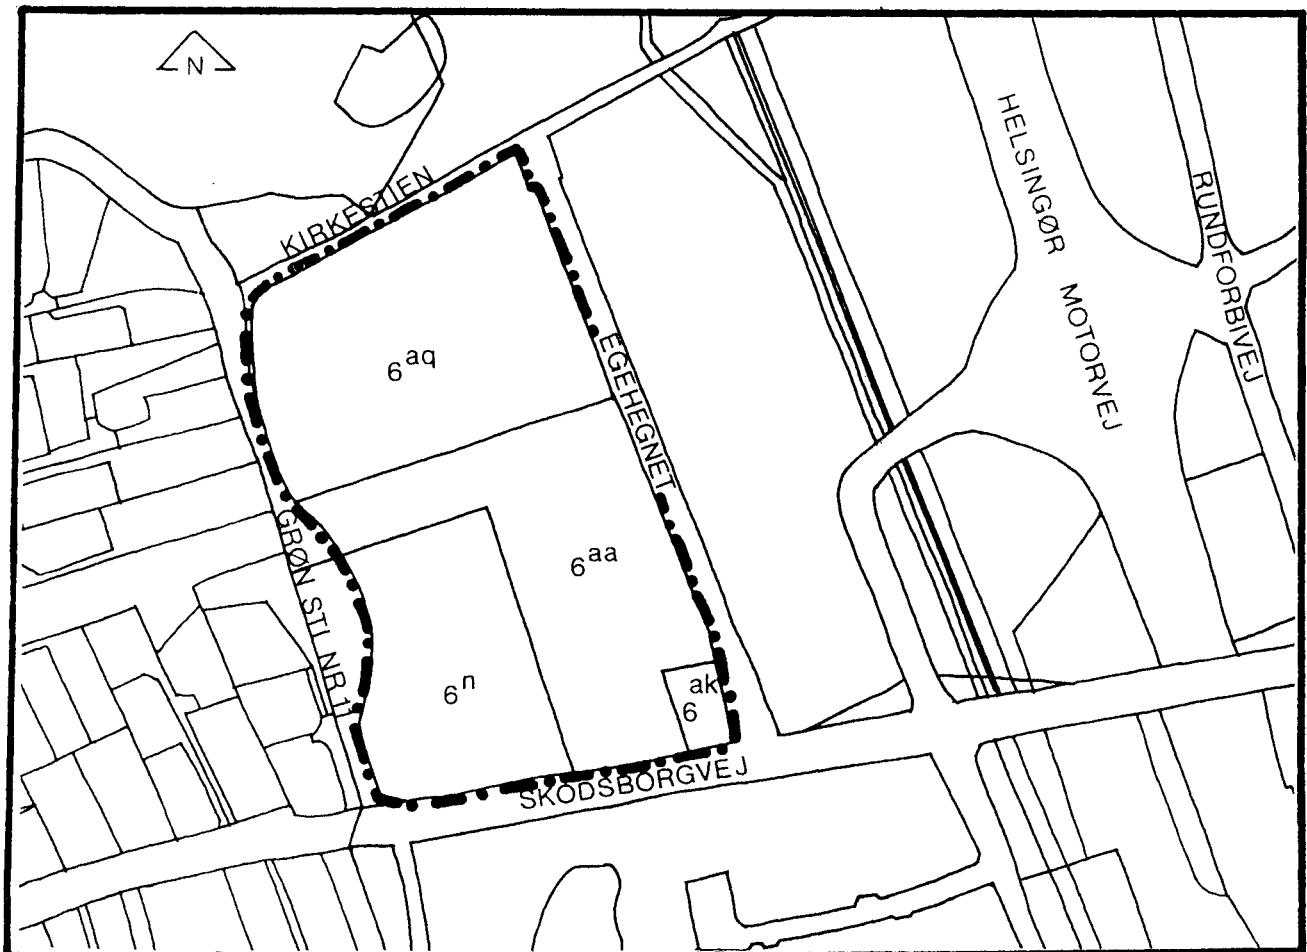 N
KIRKESTIEN
HELSINGØR MOTORVEJ
RUNDFORBIVEJ
6aq
EGEHEGNET
GRØN STI NR 11
6aa
6n
ak
6
SKODSBORGVEJ